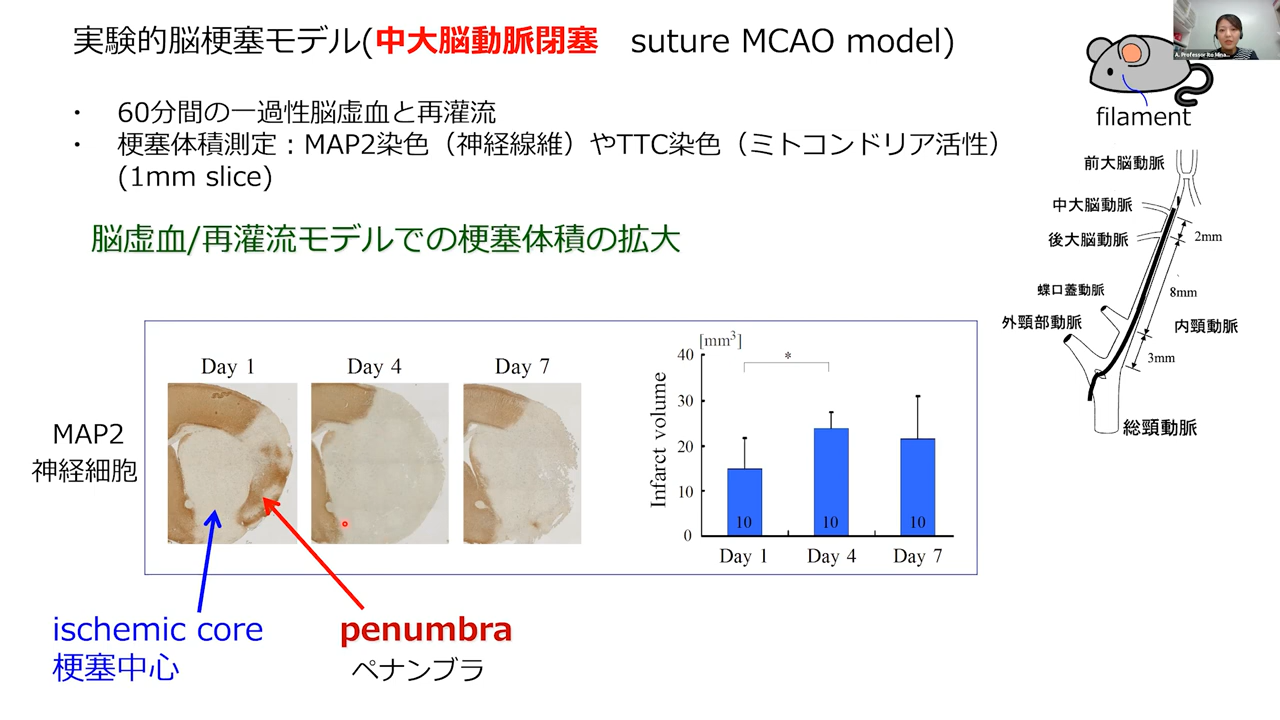 実験的脳梗塞モデル(中大脳動脈閉塞　suture MCAO model)
A. Professor Ro Mina...
filament
・ 60分間の一過性脳虚血と再灌流
・ 梗塞体積測定：MAP2染色（神経線維）やTTC染色（ミトコンドリア活性）
(1mm slice)
脳虚血/再灌流モデルでの梗塞体積の拡大
前大脳動脈
中大脳動脈
後大脳動脈
2mm
蝶口蓋動脈
8mm
外頸部動脈
内頸動脈
3mm
総頸動脈
MAP2
神経細胞
Day 1
Day 4
Day 7
[mm3]
Infarct volume
40
30
20
10
0
*
10
10
10
Day 1
Day 4
Day 7
ischemic core
梗塞中心
penumbra
ペナンブラ